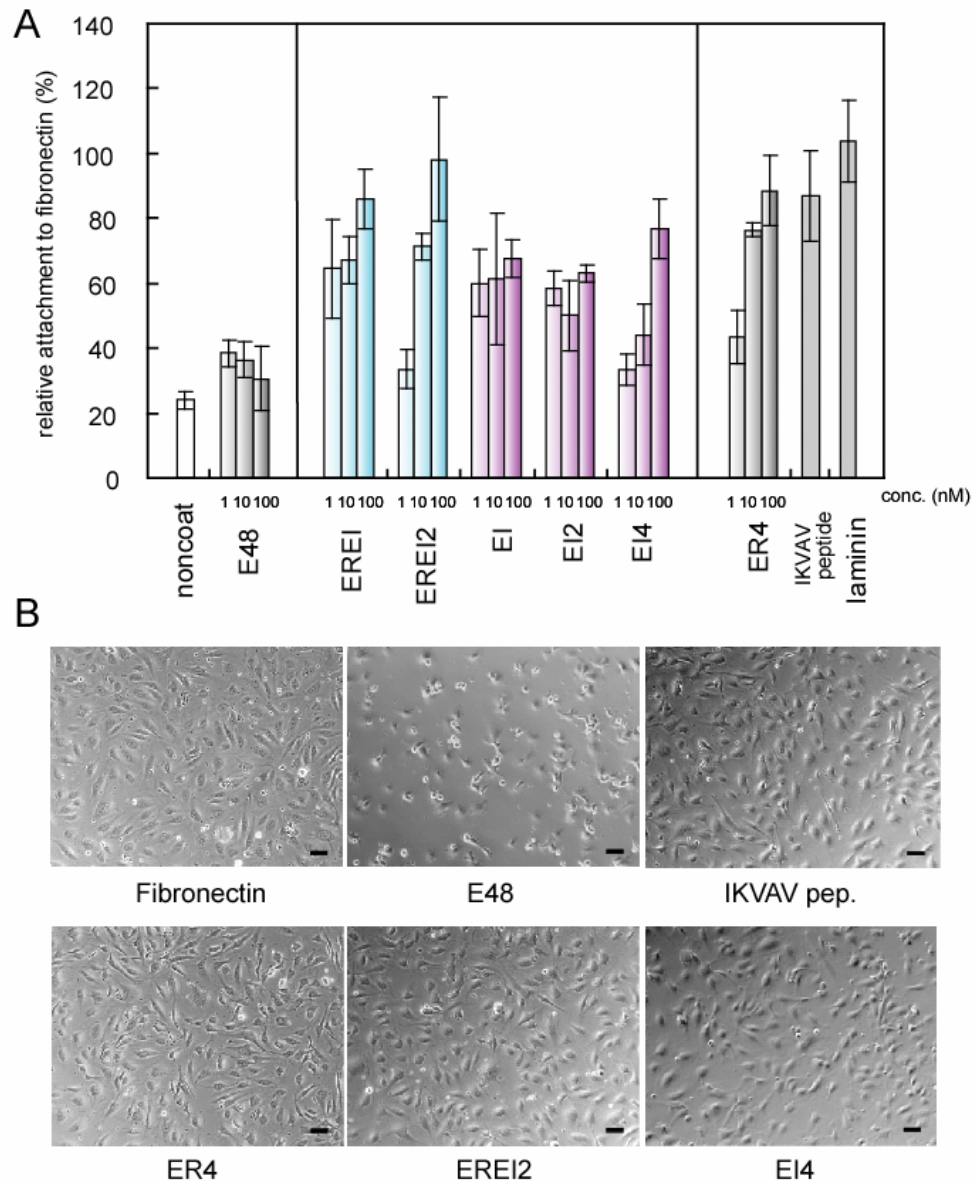 A
relative attachment to fibronectin (%)
140
120
100
80
60
40
20
0
1 10 100
1 10 100
1 10 100
1 10 100
1 10 100
1 10 100
1 10 100
conc. (nM)
noncoat
E48
EREI
EREI2
EI
EI2
EI4
ER4
IKVAV
peptide
laminin
B
Fibronectin
E48
IKVAV pep.
ER4
EREI2
EI4